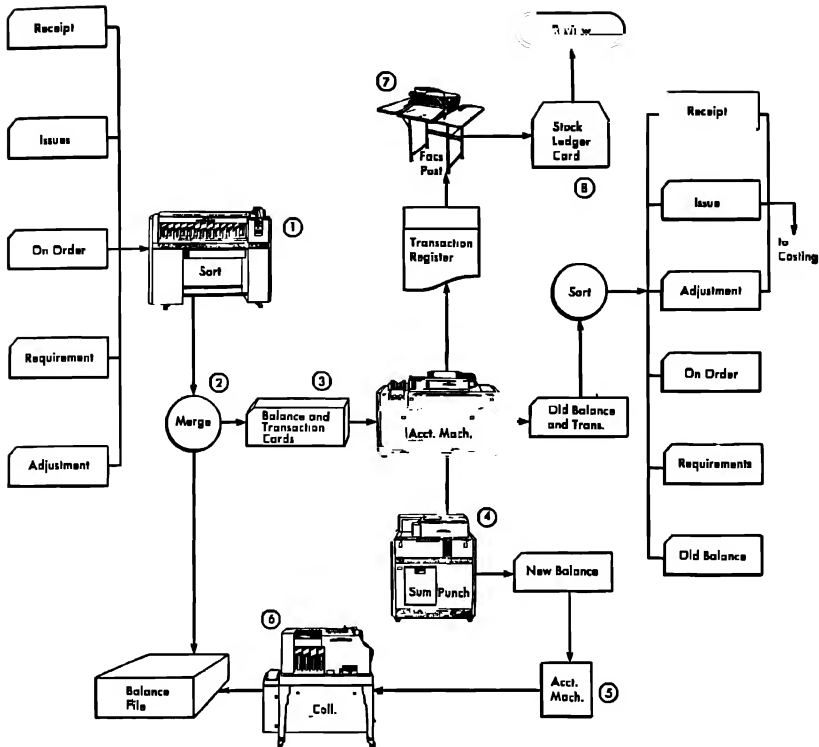 Receipt
Issues
On Order
Requirement
Adjustment
1
Sort
2
Merge
3
Balance and
Transaction
Cards
Acct. Mach.
4
Sum Punch
New Balance
Acct.
Mach.
5
6
Coll.
Balance
File
7
Facs
Post
Transaction
Register
Stock
Ledger
Card
8
Old Balance
and Trans.
Sort
Receipt
Issue
Adjustment
On Order
Requirements
Old Balance
to
Costing